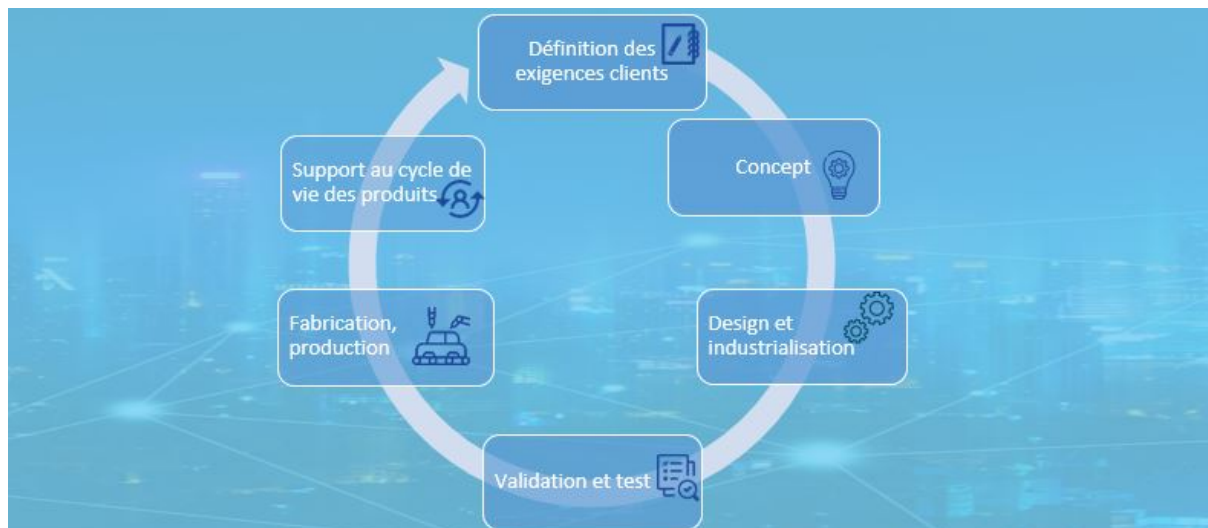 Définition des
exigences clients
Concept
Design et
industrialisation
Validation et test
Fabrication,
production
Support au cycle de
vie des produits